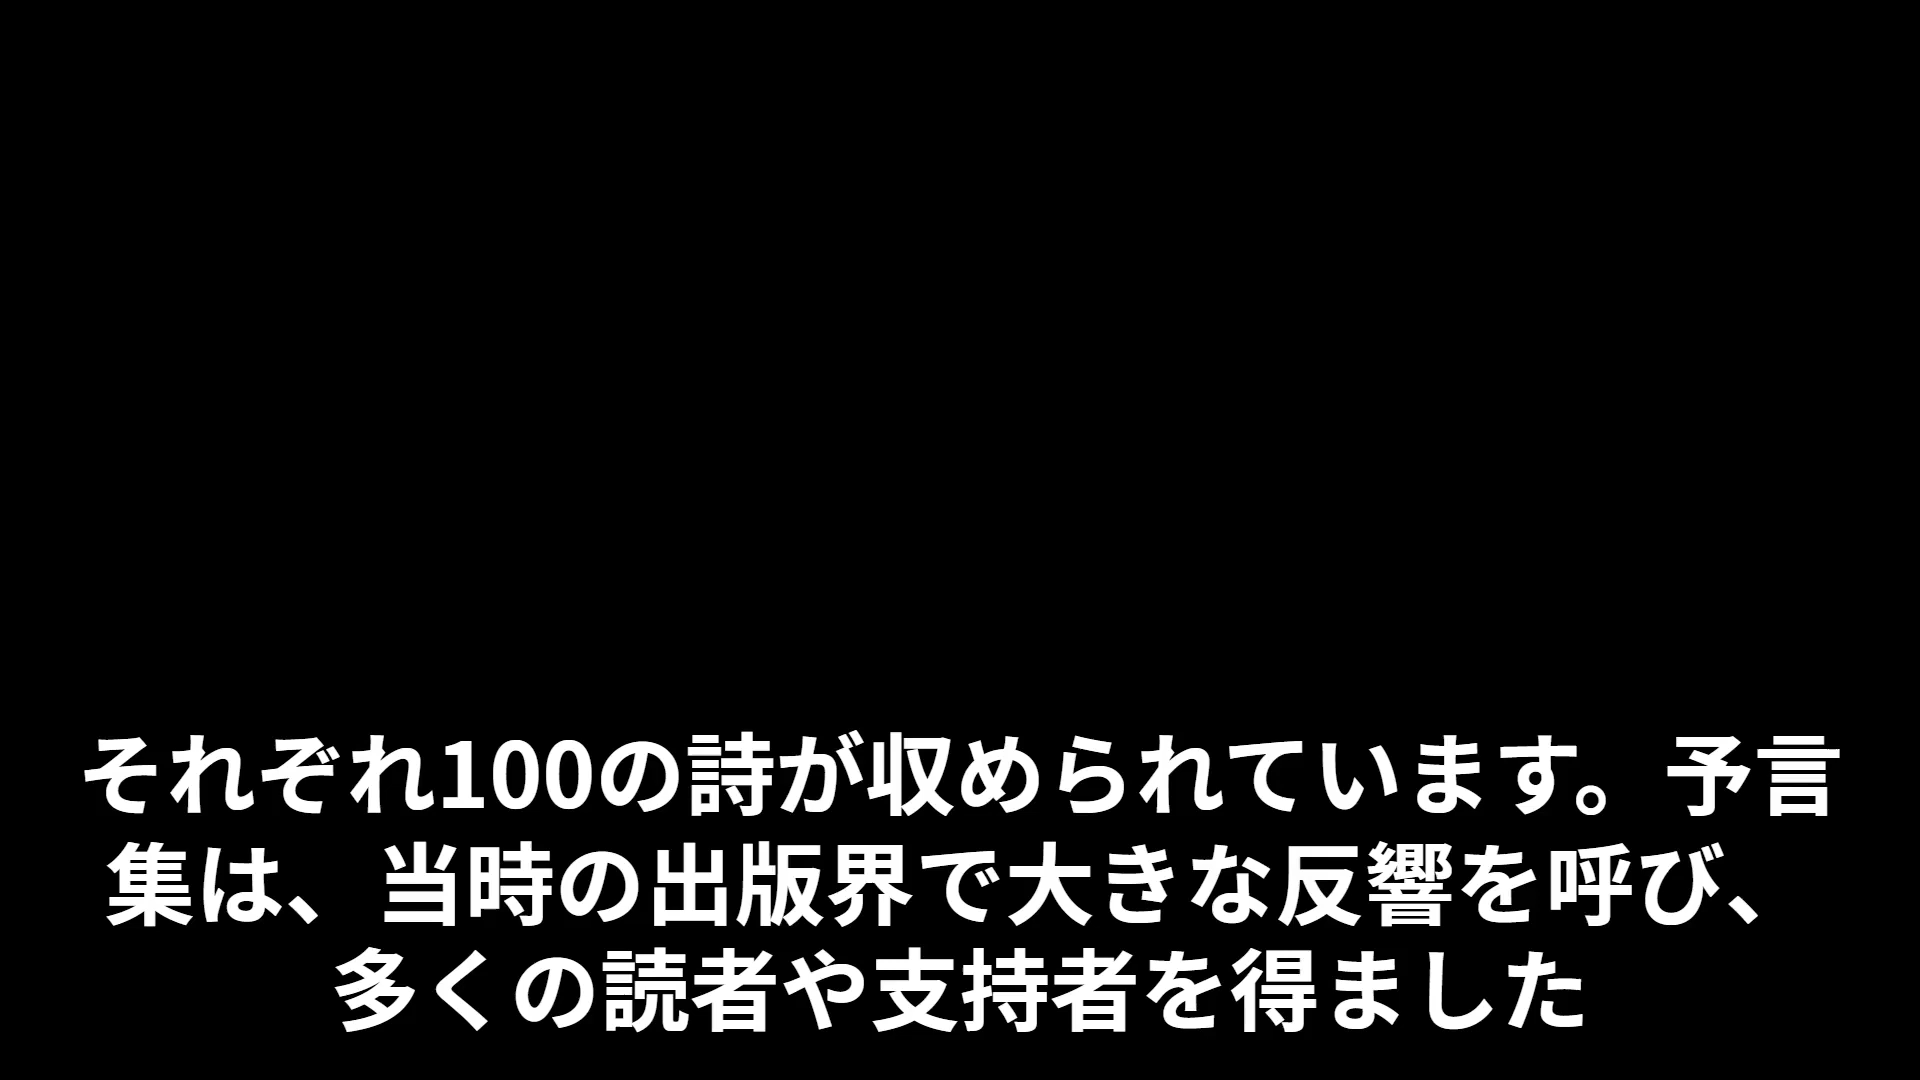 それぞれ100の詩が収められています。予言
集は、当時の出版界で大きな反響を呼び、
多くの読者や支持者を得ました